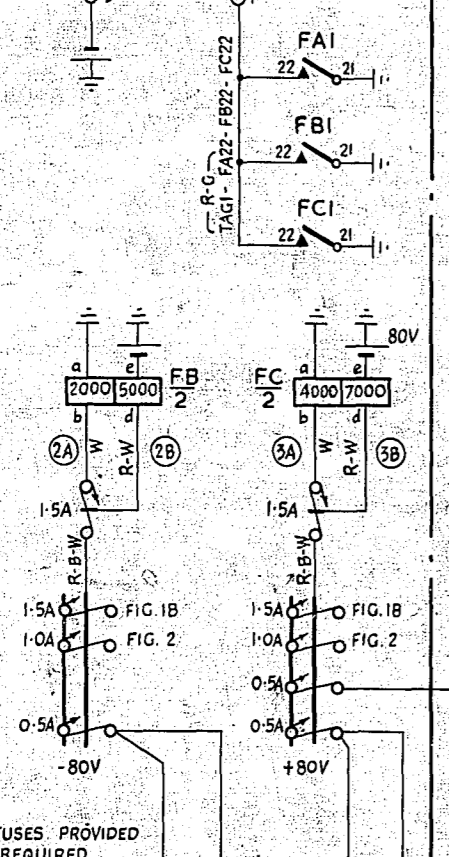 FA1
22 21
FB1
22 21
FC1
22 21
TAG1- FA22- FB22- FC22
R-G
80V
a e
2000 5000
FB
2
b d
2A W R-W 2B
1·5A
R-B-W
FC
2
a e
4000 7000
b d
3A W R-W 3B
1·5A
R-B-W
1·5A FIG. 1B
1·0A FIG. 2
0·5A
-80V
1·5A FIG. 1B
1·0A FIG. 2
0·5A
0·5A
+80V
PROVIDED
REQUIRED